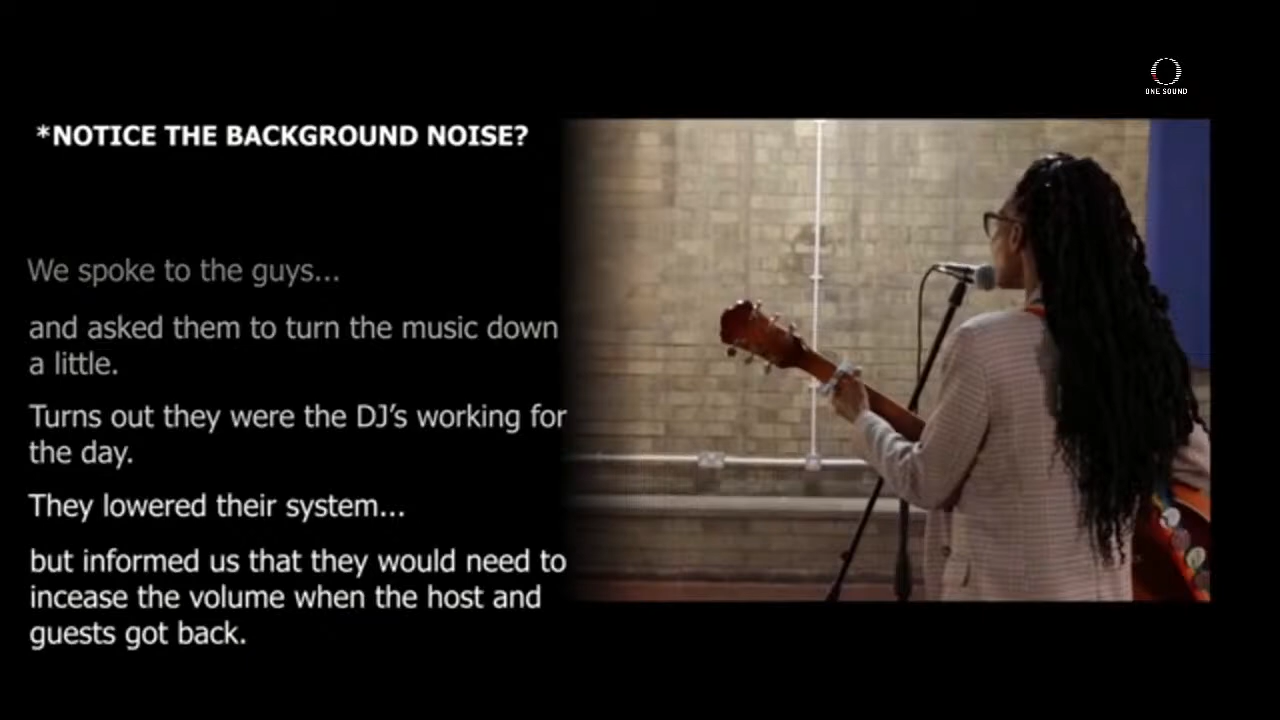 ONE SOUND
*NOTICE THE BACKGROUND NOISE?
We spoke to the guys...
and asked them to turn the music down
a little.
Turns out they were the DJ’s working for
the day.
They lowered their system...
but informed us that they would need to
incease the volume when the host and
guests got back.